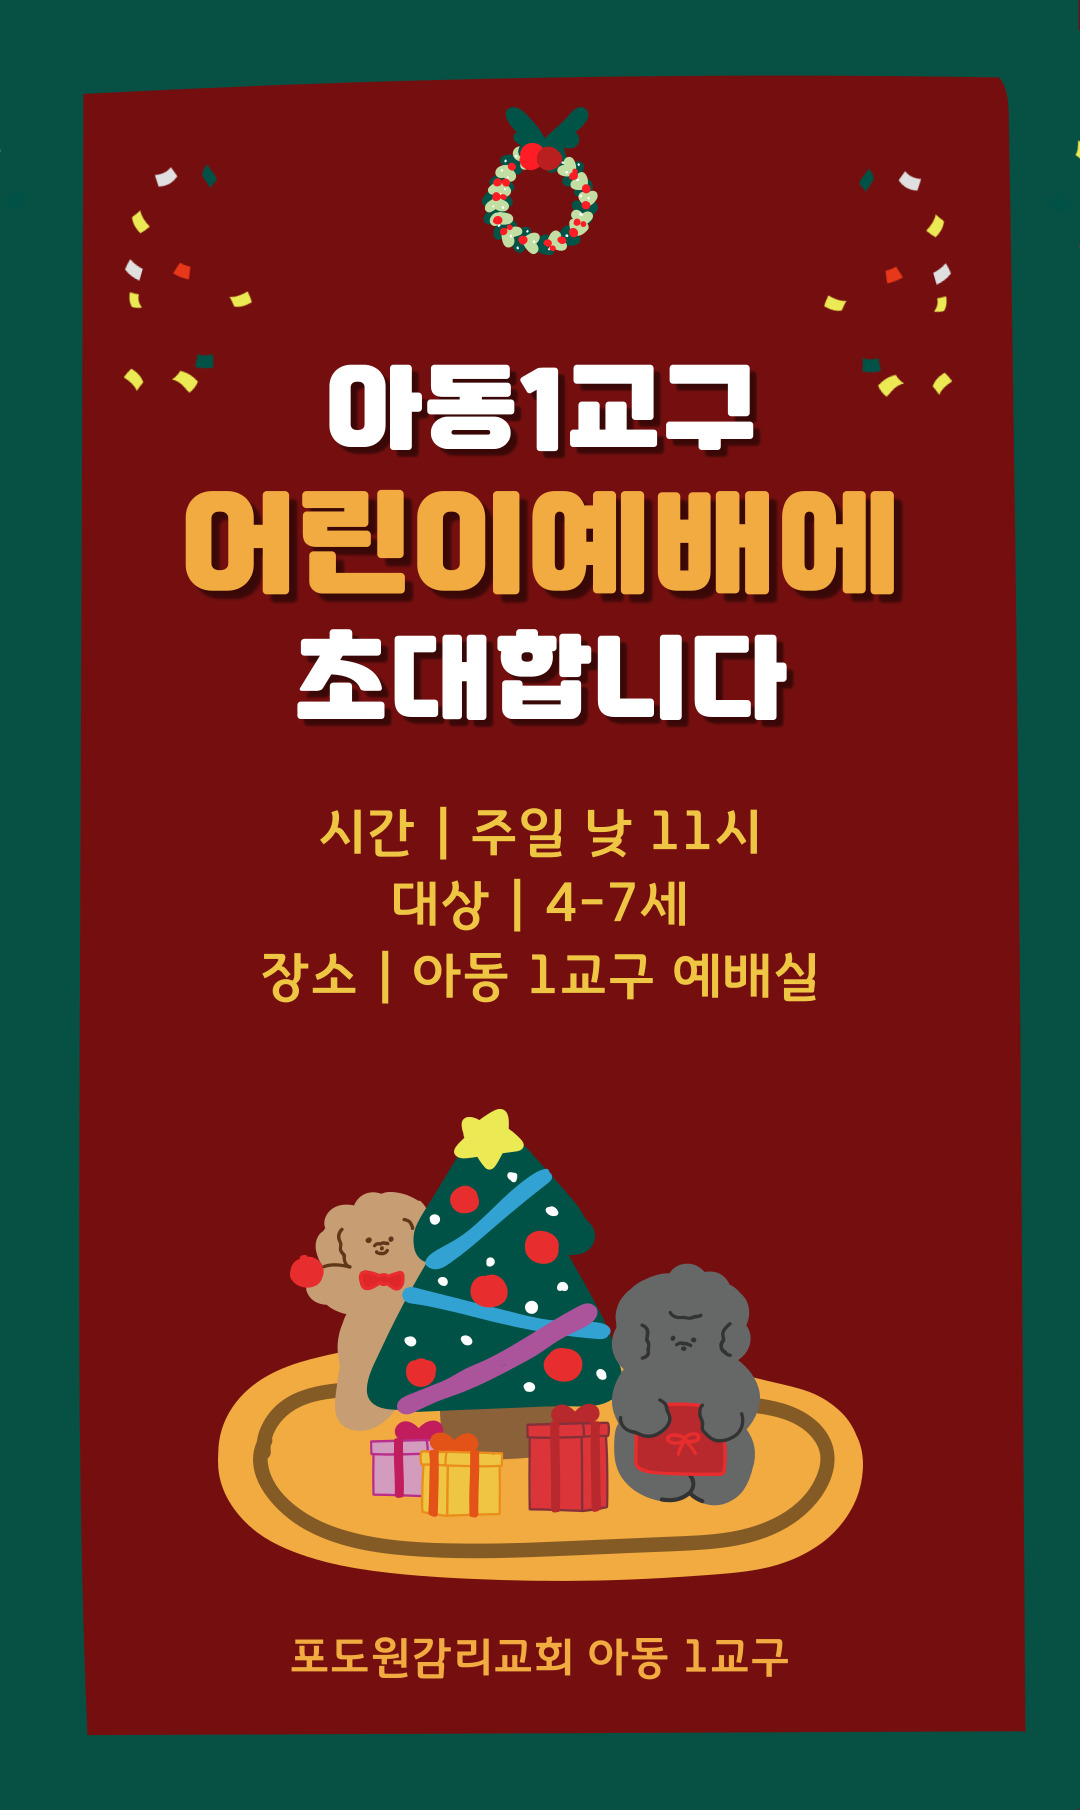 아동1교구
어린이예배에
초대합니다
시간 | 주일 낮 11시
대상 | 4-7세
장소 | 아동 1교구 예배실
포도원감리교회 아동 1교구